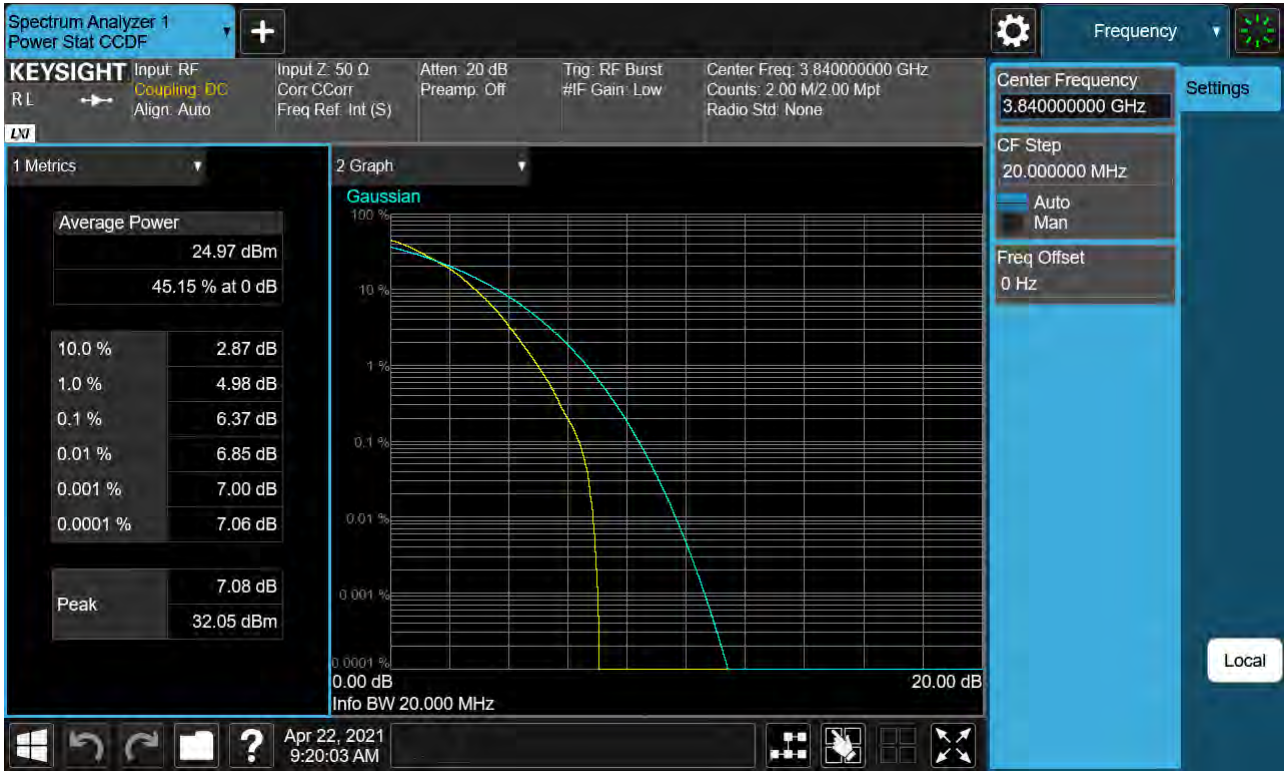 Spectrum Analyzer 1
Power Stat CCDF
Frequency
KEYSIGHT
R L
LXI
Input: RF
Coupling: DC
Align: Auto
Input Z: 50 Ω
Corr CCorr
Freq Ref: Int (S)
Atten: 20 dB
Preamp: Off
Trig: RF Burst
#IF Gain: Low
Center Freq: 3.840000000 GHz
Counts: 2.00 M/2.00 Mpt
Radio Std: None
Center Frequency
3.840000000 GHz
Settings
CF Step
20.000000 MHz
Auto
Man
Freq Offset
0 Hz
1 Metrics
Average Power
24.97 dBm
45.15 % at 0 dB
10.0 % 2.87 dB
1.0 % 4.98 dB
0.1 % 6.37 dB
0.01 % 6.85 dB
0.001 % 7.00 dB
0.0001 % 7.06 dB
Peak 7.08 dB
32.05 dBm
2 Graph
Gaussian
100 %
10 %
1 %
0.1 %
0.01 %
0.001 %
0.0001 %
0.00 dB 20.00 dB
Info BW 20.000 MHz
Local
?
Apr 22, 2021
9:20:03 AM